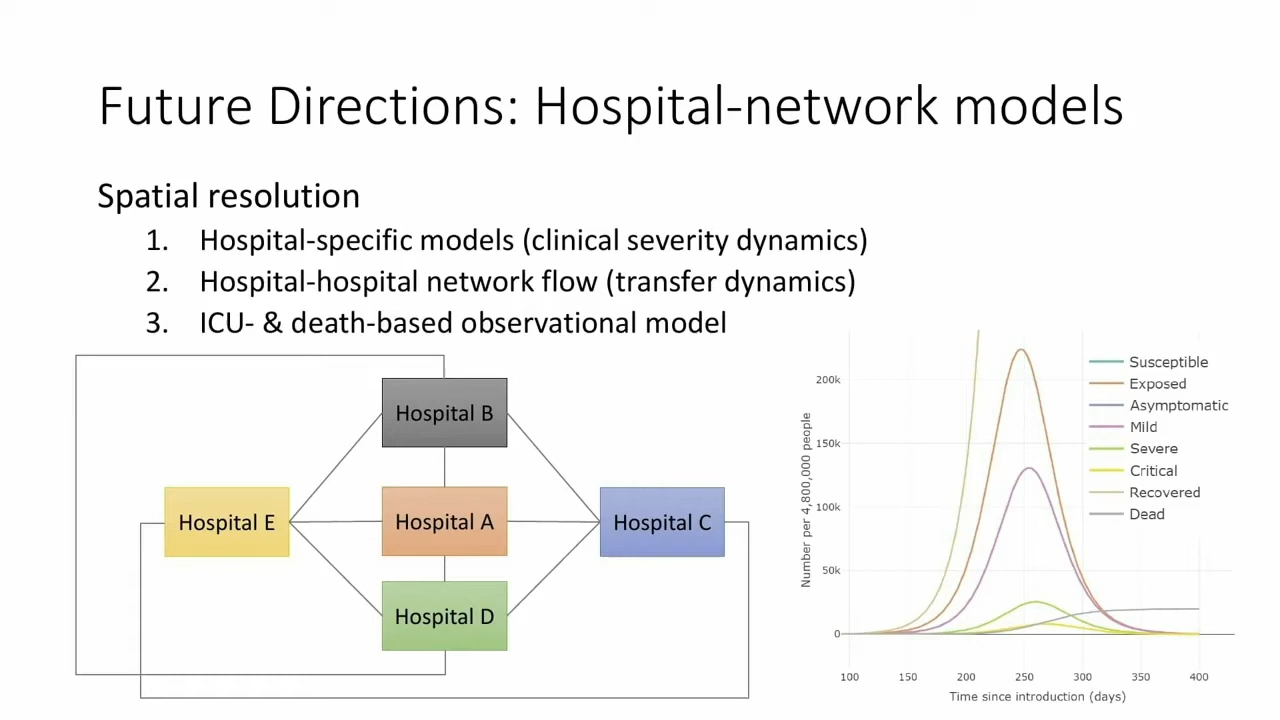 Future Directions: Hospital-network models
Spatial resolution
1. Hospital-specific models (clinical severity dynamics)
2. Hospital-hospital network flow (transfer dynamics)
3. ICU- & death-based observational model
Hospital B
Hospital E
Hospital A
Hospital C
Hospital D
Number per 4,800,000 people
200k
150k
100k
50k
0
100 150 200 250 300 350 400
Time since introduction (days)
Susceptible
Exposed
Asymptomatic
Mild
Severe
Critical
Recovered
Dead